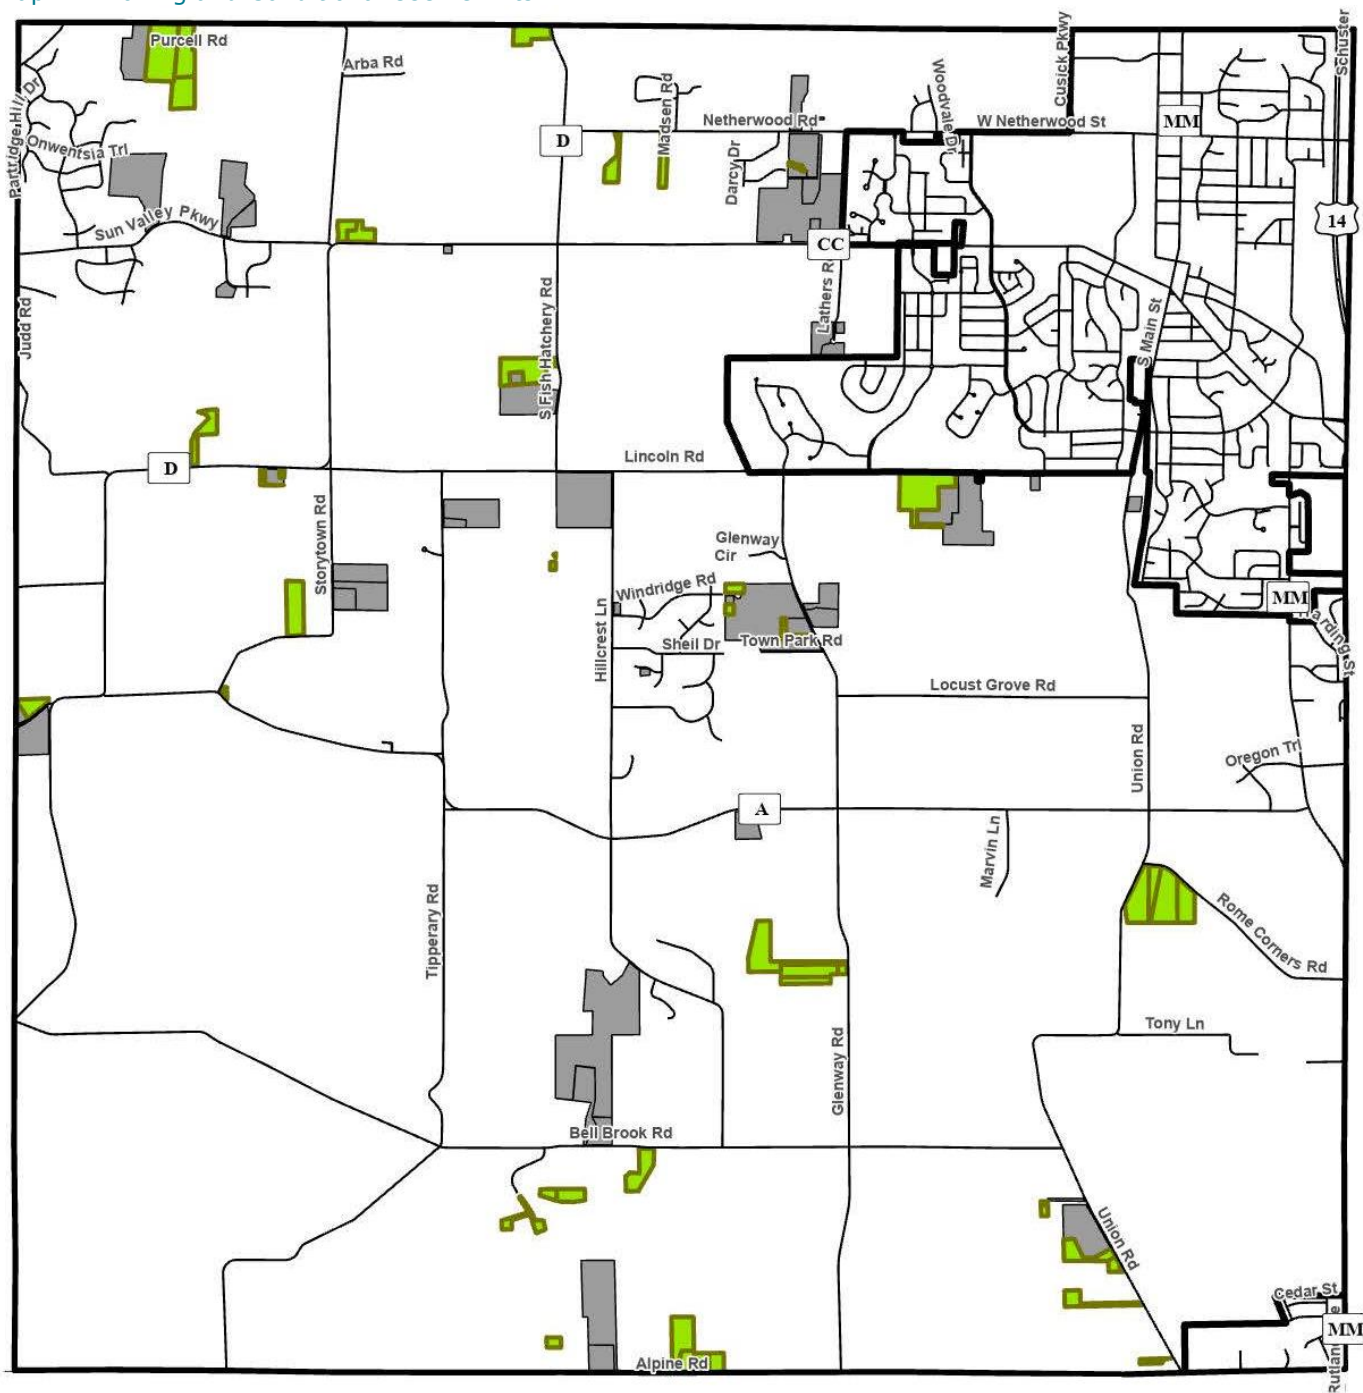 Purcell Rd
Arba Rd
Partridge Hill Dr
Onwentsia Trl
Sun Valley Pkwy
Judd Rd
D
Madsen Rd
Netherwood Rd
Darcy Dr
Woodvale Dr
W Netherwood St
Cusick Pkwy
MM
Schuster
14
CC
Lathers R
S Fish Hatchery Rd
S Main St
D
Lincoln Rd
Storytown Rd
Glenway
Cir
Windridge Rd
Hillcrest Ln
Sheil Dr
Town Park Rd
MM
Locust Grove Rd
Union Rd
Oregon Trl
A
Marvin Ln
Tipperary Rd
Rome Corners Rd
Tony Ln
Glenway Rd
Bell Brook Rd
Union Rd
Cedar St
MM
Alpine Rd